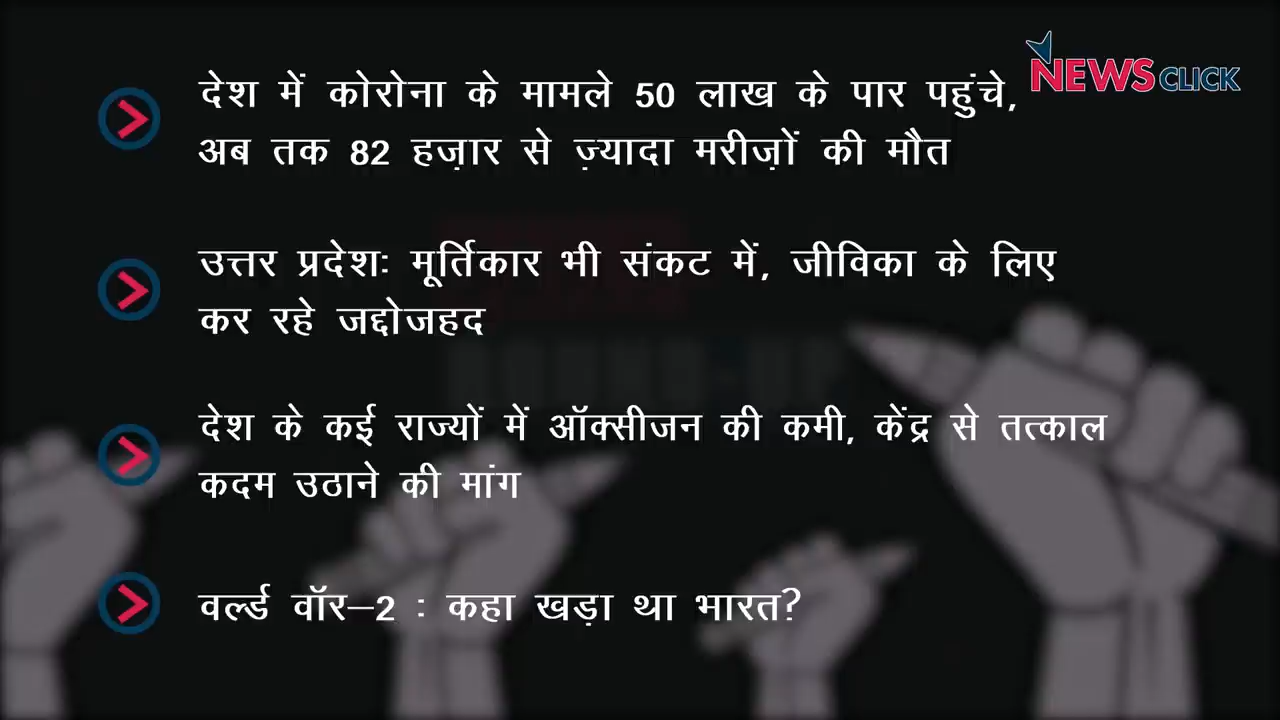 NEWSCLICK
देश में कोरोना के मामले 50 लाख के पार पहुंचे,
अब तक 82 हज़ार से ज़्यादा मरीज़ों की मौत
उत्तर प्रदेशः मूर्तिकार भी संकट में, जीविका के लिए
कर रहे जद्दोजहद
देश के कई राज्यों में ऑक्सीजन की कमी, केंद्र से तत्काल
कदम उठाने की मांग
वर्ल्ड वॉर–2 : कहा खड़ा था भारत?